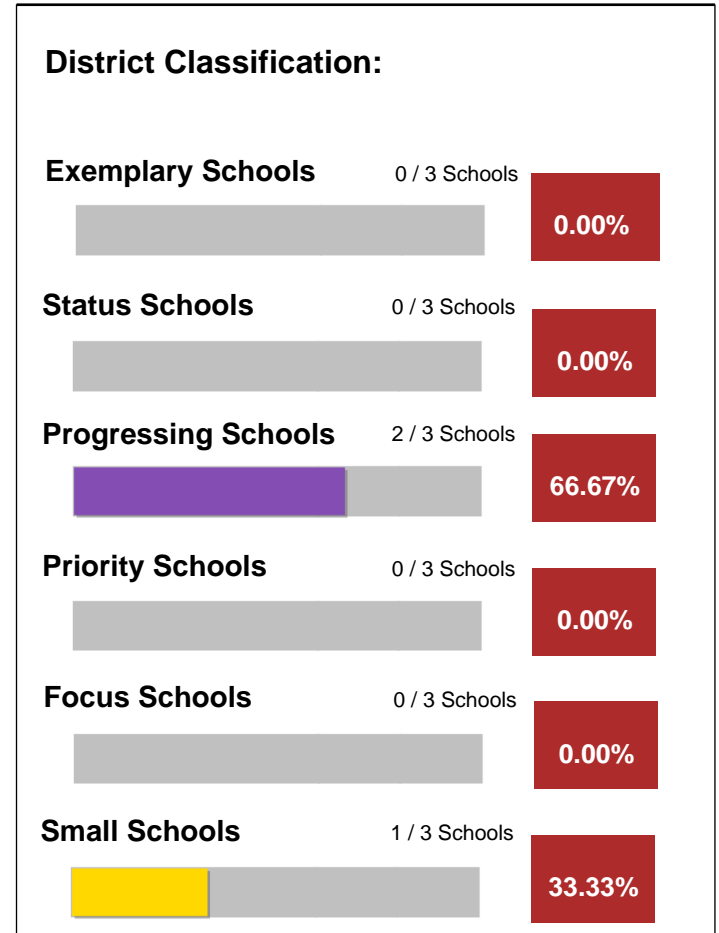 District Classification:
Exemplary Schools 0 / 3 Schools
0.00%
Status Schools 0 / 3 Schools
0.00%
Progressing Schools 2 / 3 Schools
66.67%
Priority Schools 0 / 3 Schools
0.00%
Focus Schools 0 / 3 Schools
0.00%
Small Schools 1 / 3 Schools
33.33%